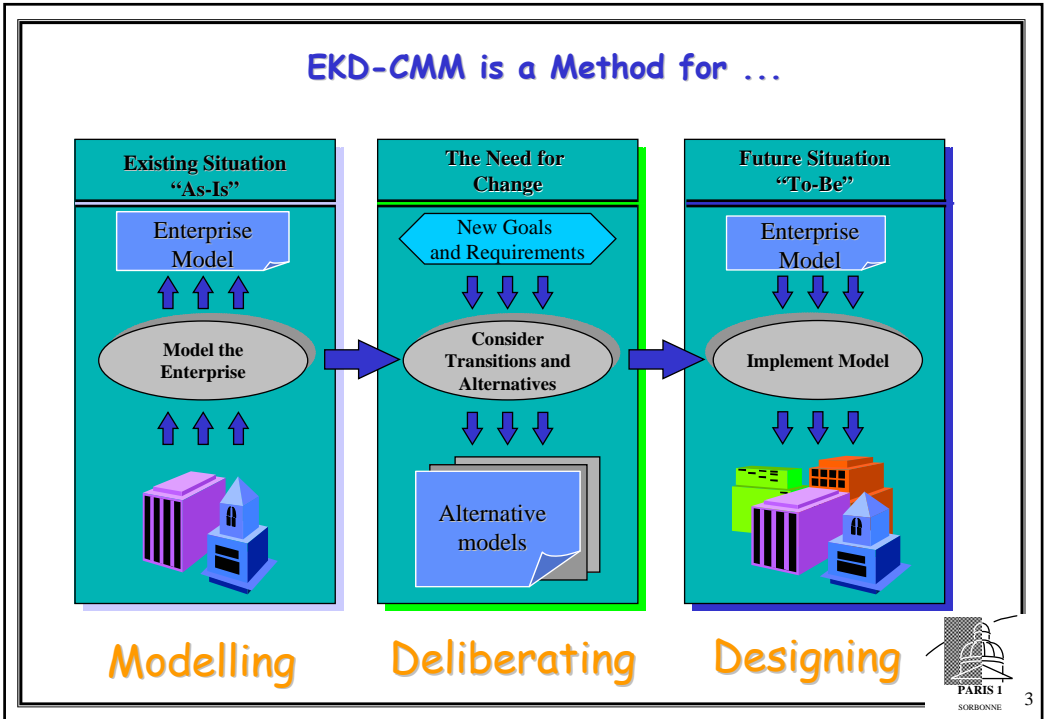 EKD-CMM is a Method for ...
Existing Situation
“As-Is”
Enterprise
Model
Model the
Enterprise
The Need for
Change
New Goals
and Requirements
Consider
Transitions and
Alternatives
Alternative
models
Future Situation
“To-Be”
Enterprise
Model
Implement Model
Modelling
Deliberating
Designing
PARIS 1
SORBONNE
3